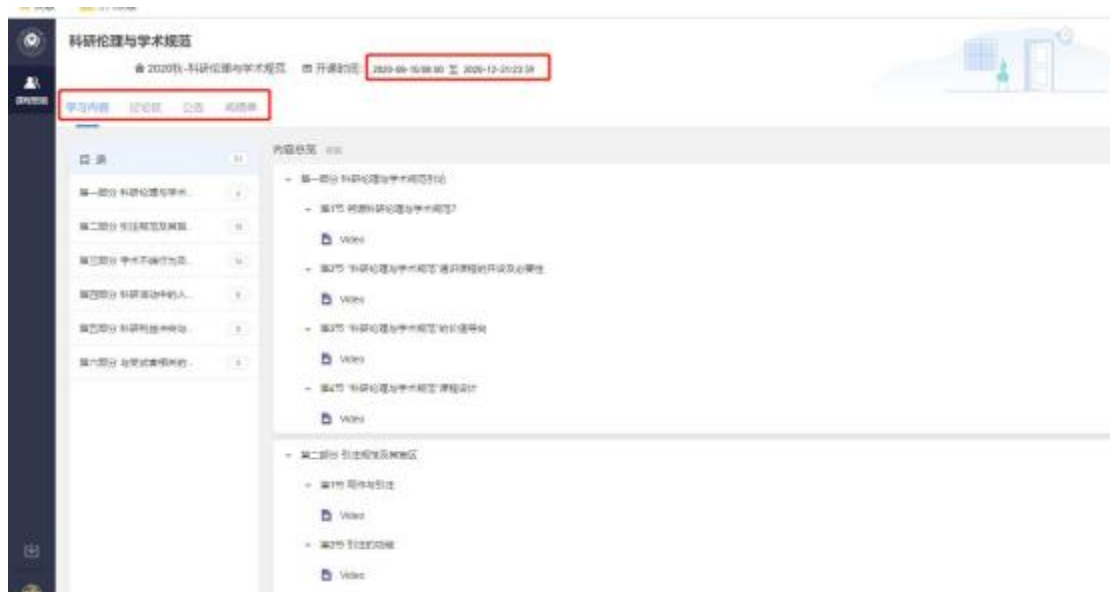 科研伦理与学术规范
2020秋-科研伦理与学术规范 开课时间: 2020-09-15 08:00 至 2020-12-31 23:59
课程管理
学习内容 讨论区 公告 成绩单
目录
内容总览
第一部分 科研伦理与学术...
第二部分 引注规范及其误...
第三部分 学术不端行为及...
第四部分 科研活动中的人...
第五部分 科研利益冲突与...
第六部分 与受试者相关的...
第一部分 科研伦理与学术规范引论
第1节 何谓科研伦理与学术规范?
Video
第2节 "科研伦理与学术规范"通识课程的开设及必要性
Video
第3节 "科研伦理与学术规范"的价值导向
Video
第4节 "科研伦理与学术规范"课程设计
Video
第二部分 引注规范及其误区
第1节 写作与引注
Video
第2节 引注的功能
Video